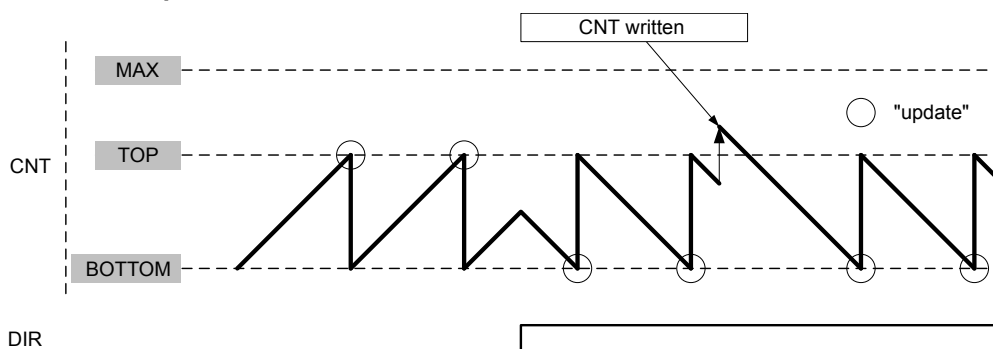 CNT written
MAX
"update"
TOP
CNT
BOTTOM
DIR